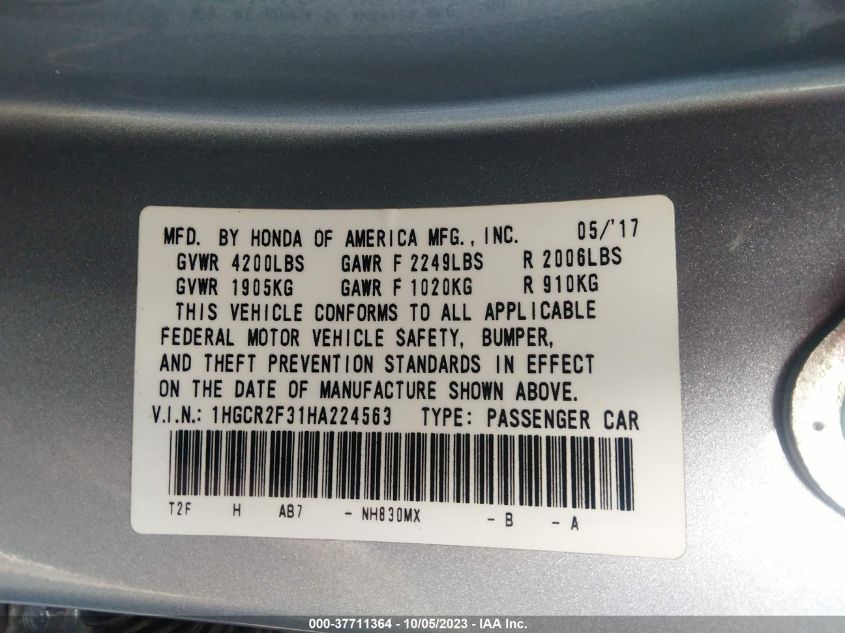 MFD. BY HONDA OF AMERICA MFG., INC. 05/'17
GVWR 4200LBS GAWR F 2249LBS R 2006LBS
GVWR 1905KG GAWR F 1020KG R 910KG
THIS VEHICLE CONFORMS TO ALL APPLICABLE
FEDERAL MOTOR VEHICLE SAFETY, BUMPER,
AND THEFT PREVENTION STANDARDS IN EFFECT
ON THE DATE OF MANUFACTURE SHOWN ABOVE.
V.I.N.: 1HGCR2F31HA224563 TYPE: PASSENGER CAR
T2F H AB7 - NH830MX - B - A
000-37711364 - 10/05/2023 - IAA Inc.